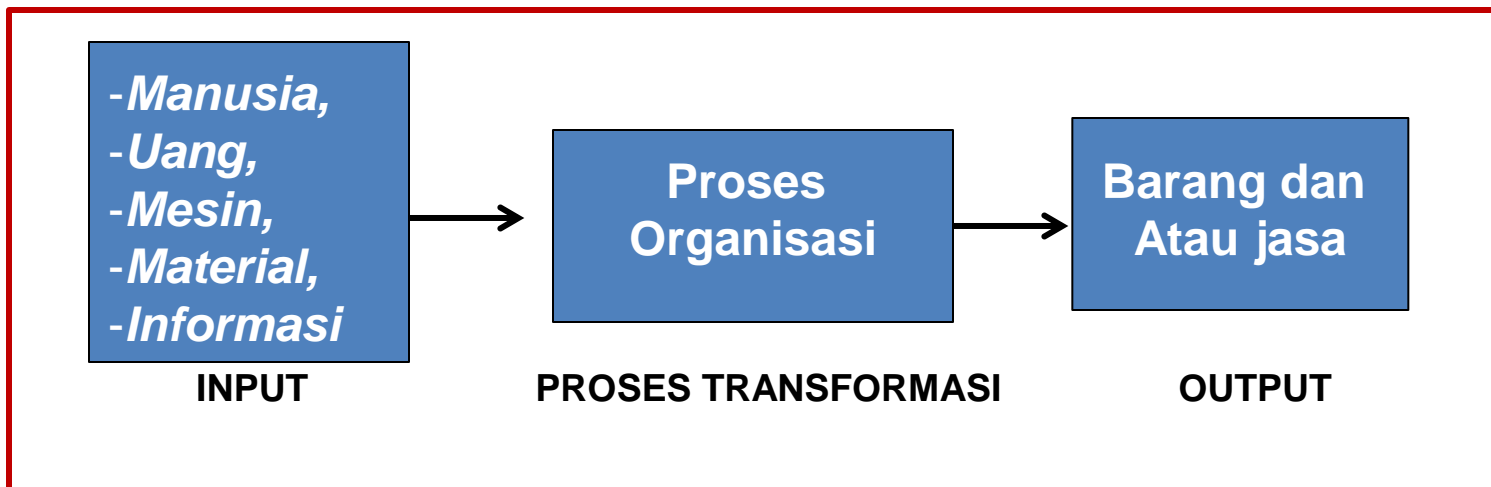 -Manusia,
-Uang,
-Mesin,
-Material,
-Informasi
INPUT
Proses
Organisasi
PROSES TRANSFORMASI
Barang dan
Atau jasa
OUTPUT